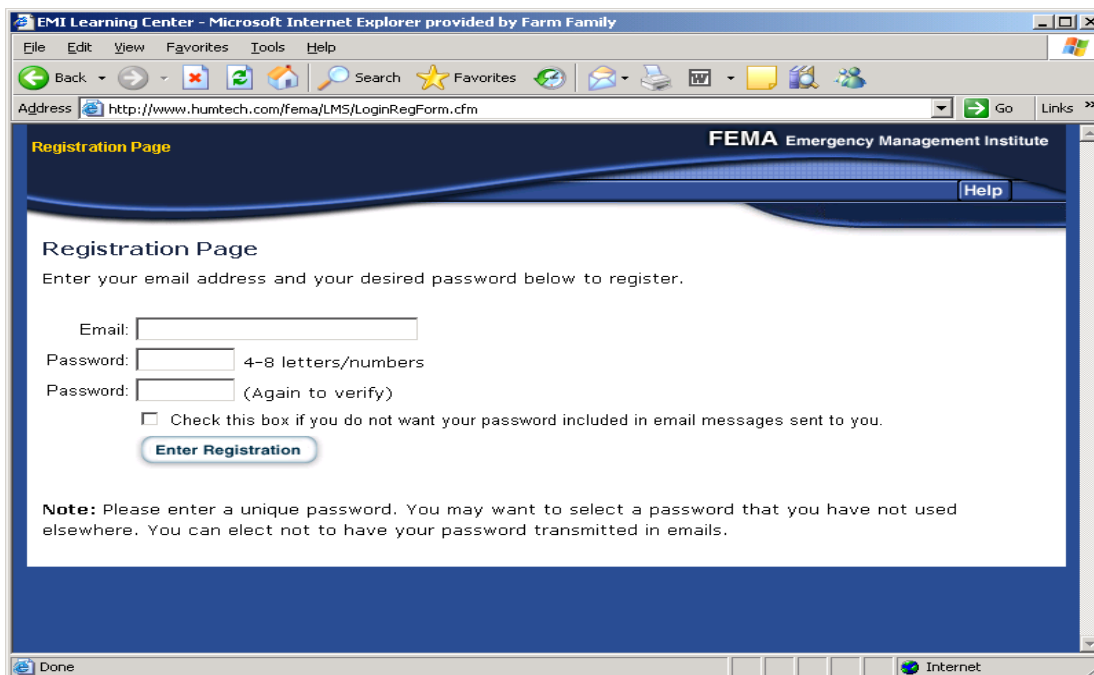 EMI Learning Center - Microsoft Internet Explorer provided by Farm Family
File Edit View Favorites Tools Help
Back Search Favorites
Address http://www.humtech.com/fema/LMS/LoginRegForm.cfm Go Links »
Registration Page
FEMA Emergency Management Institute
Help
Registration Page
Enter your email address and your desired password below to register.
Email:
Password: 4-8 letters/numbers
Password: (Again to verify)
Check this box if you do not want your password included in email messages sent to you.
Enter Registration
Note: Please enter a unique password. You may want to select a password that you have not used
elsewhere. You can elect not to have your password transmitted in emails.
Done Internet